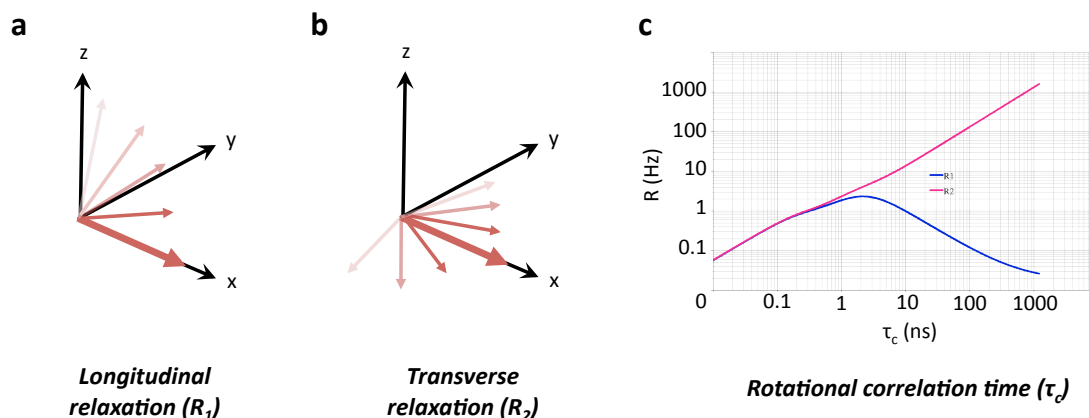 a
z
y
x
Longitudinal
relaxation (R₁)
b
z
y
x
Transverse
relaxation (R₂)
c
R (Hz)
1000
100
10
1
0.1
R1
R2
0 0.1 1 10 100 1000
τc (ns)
Rotational correlation time (τc)